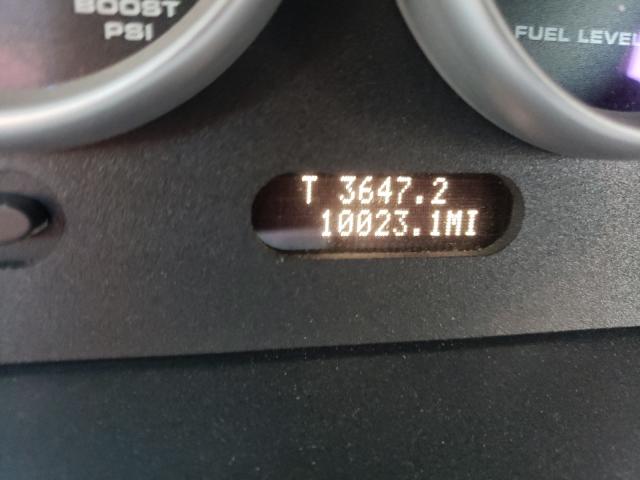 BOOST
PSI
FUEL LEVEL
T 3647.2
10023.1MI